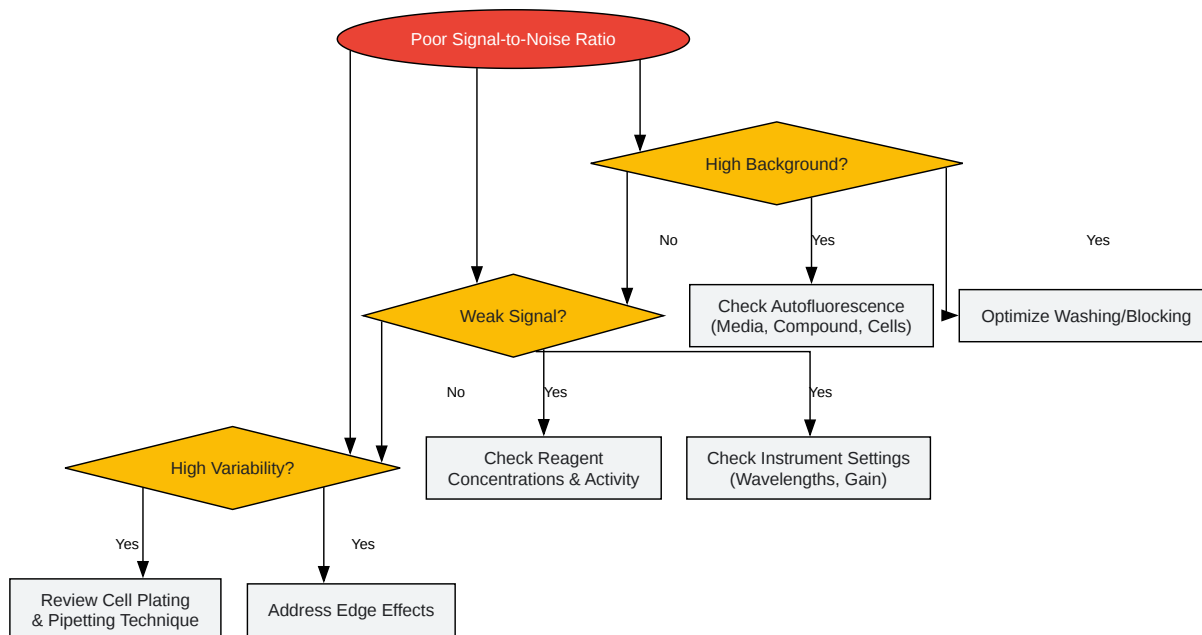 Poor Signal-to-Noise Ratio
High Background?
No
Yes
Yes
Weak Signal?
Check Autofluorescence
(Media, Compound, Cells)
Optimize Washing/Blocking
No
Yes
Yes
High Variability?
Check Reagent
Concentrations & Activity
Check Instrument Settings
(Wavelengths, Gain)
Yes
Yes
Review Cell Plating
& Pipetting Technique
Address Edge Effects